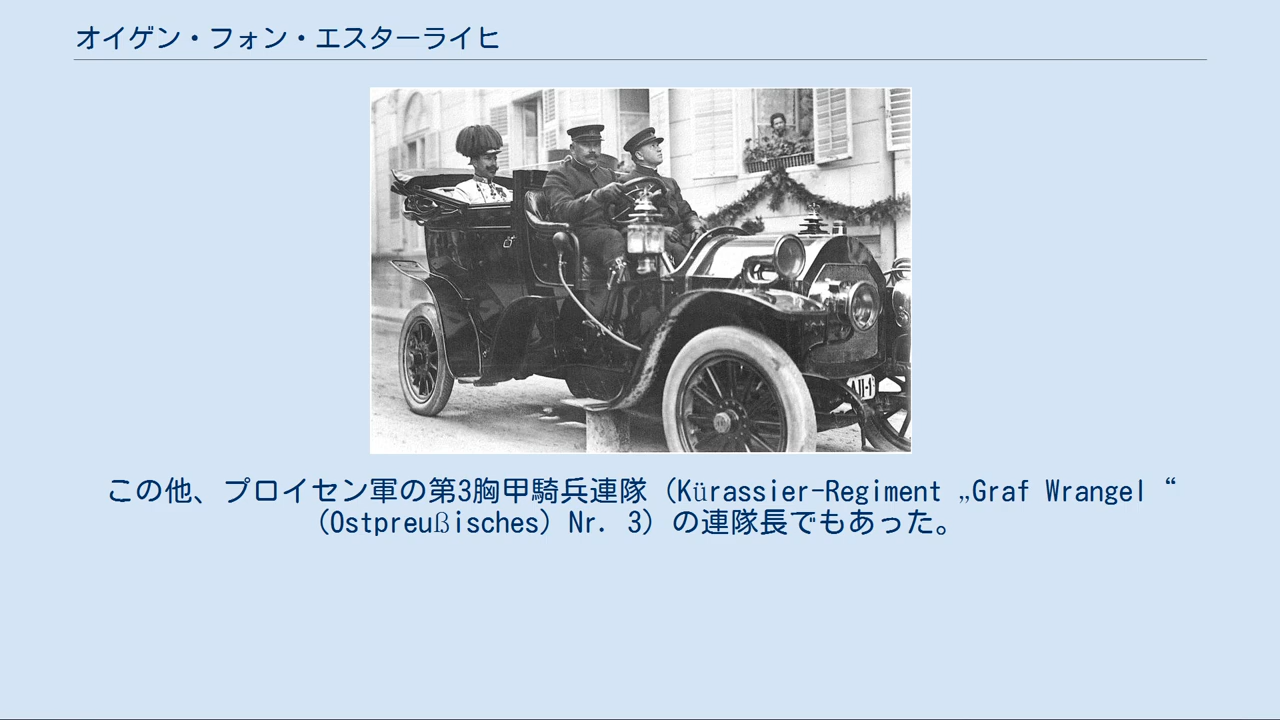 オイゲン・フォン・エスターライヒ
AII-1
この他、プロイセン軍の第3胸甲騎兵連隊（Kürassier-Regiment „Graf Wrangel “
（Ostpreußisches）Nr. 3）の連隊長でもあった。